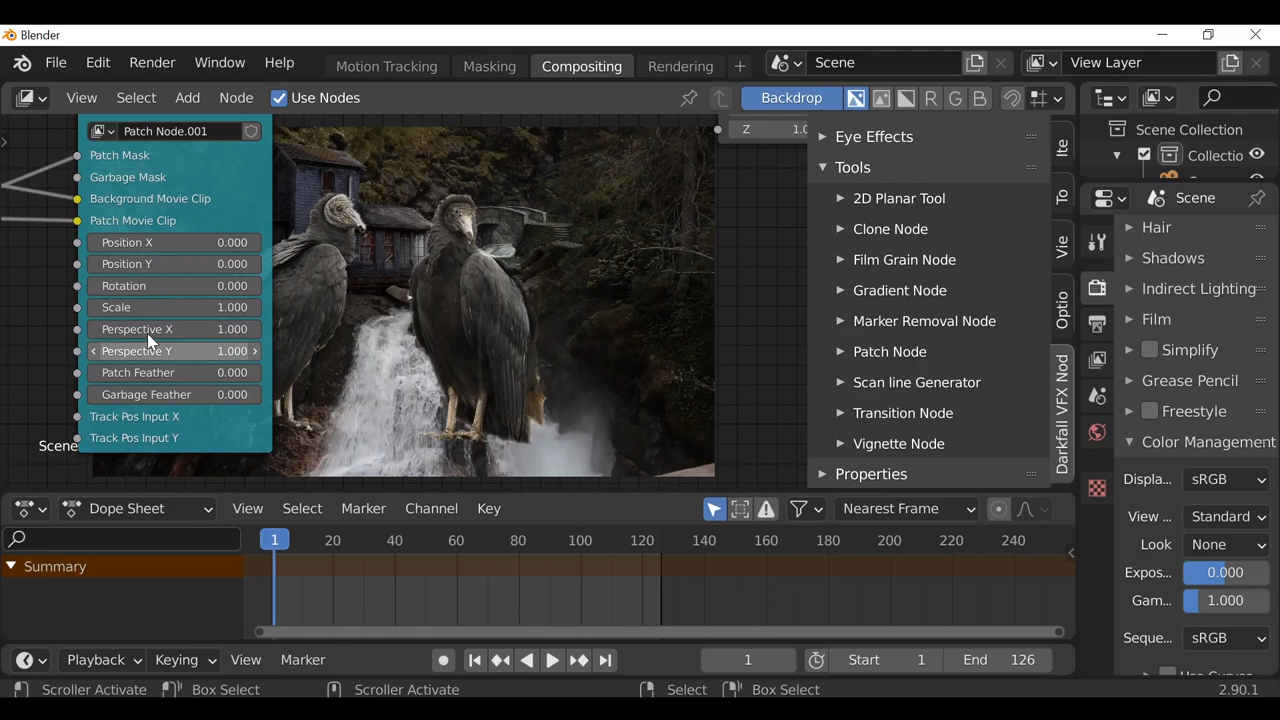 Blender
File Edit Render Window Help Motion Tracking Masking Compositing Rendering + Scene View Layer
View Select Add Node Use Nodes Backdrop R G B
Patch Node.001
Patch Mask
Garbage Mask
Background Movie Clip
Patch Movie Clip
Position X 0.000
Position Y 0.000
Rotation 0.000
Scale 1.000
Perspective X 1.000
Perspective Y 1.000
Patch Feather 0.000
Garbage Feather 0.000
Track Pos Input X
Track Pos Input Y
Scene
Z 1.0
Eye Effects
Tools
2D Planar Tool
Clone Node
Film Grain Node
Gradient Node
Marker Removal Node
Patch Node
Scan line Generator
Transition Node
Vignette Node
Properties
Ite
To
Vie
Optio
Darkfall VFX Nod
Scene Collection
Collectio
Scene
Hair
Shadows
Indirect Lighting
Film
Simplify
Grease Pencil
Freestyle
Color Management
Displa... sRGB
View ... Standard
Look None
Expos... 0.000
Gam... 1.000
Seque... sRGB
Dope Sheet View Select Marker Channel Key Nearest Frame
1 20 40 60 80 100 120 140 160 180 200 220 240
Summary
Playback Keying View Marker 1 Start 1 End 126
Scroller Activate Box Select Scroller Activate Select Box Select 2.90.1